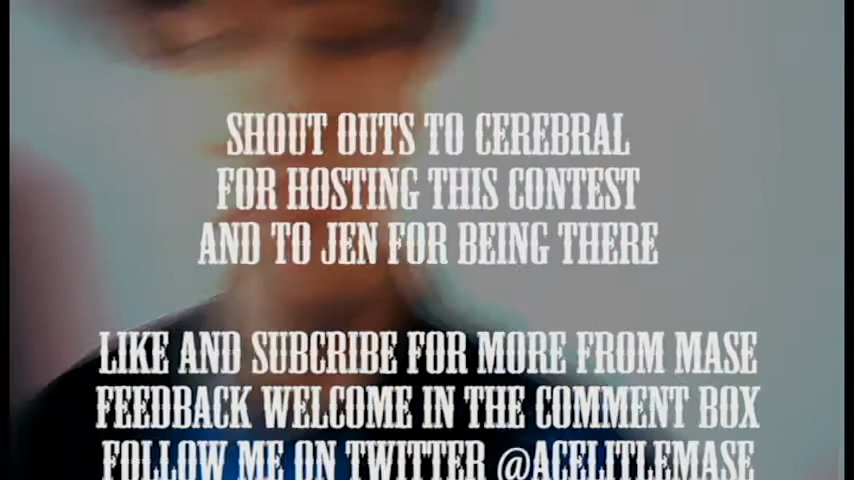 SHOUT OUTS TO CEREBRAL
FOR HOSTING THIS CONTEST
AND TO JEN FOR BEING THERE
LIKE AND SUBCRIBE FOR MORE FROM MASE
FEEDBACK WELCOME IN THE COMMENT BOX
FOLLOW ME ON TWITTER @ACELITLEMASE